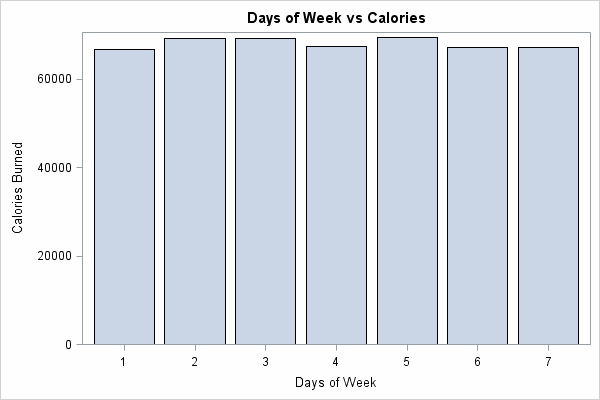 Days of Week vs Calories
60000
40000
20000
0
Calories Burned
1 2 3 4 5 6 7
Days of Week